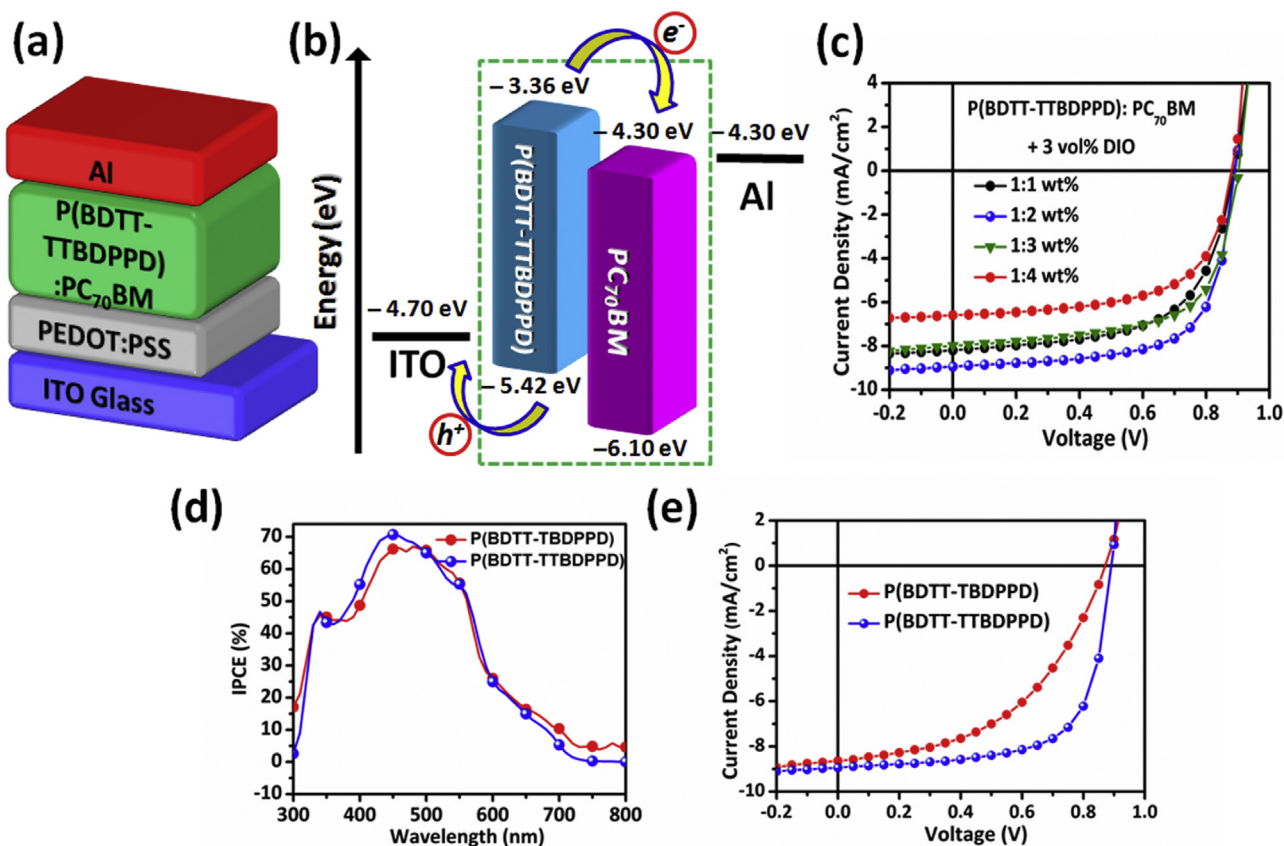 (a)
Al
P(BDTT-
TTBDPPD)
:PC₇₀BM
PEDOT:PSS
ITO Glass
(b)
Energy (eV)
e⁻
– 3.36 eV
– 4.30 eV
– 4.30 eV
Al
– 4.70 eV
ITO
P(BDTT-TTBDPPD)
PC₇₀BM
– 5.42 eV
h⁺
–6.10 eV
(c)
P(BDTT-TTBDPPD): PC₇₀BM
+ 3 vol% DIO
1:1 wt%
1:2 wt%
1:3 wt%
1:4 wt%
Current Density (mA/cm²)
4
2
0
-2
-4
-6
-8
-10
-0.2 0.0 0.2 0.4 0.6 0.8 1.0
Voltage (V)
(d)
P(BDTT-TBDPPD)
P(BDTT-TTBDPPD)
IPCE (%)
70
60
50
40
30
20
10
0
-10
300 400 500 600 700 800
Wavelength (nm)
(e)
P(BDTT-TBDPPD)
P(BDTT-TTBDPPD)
Current Density (mA/cm²)
2
0
-2
-4
-6
-8
-10
-0.2 0.0 0.2 0.4 0.6 0.8 1.0
Voltage (V)